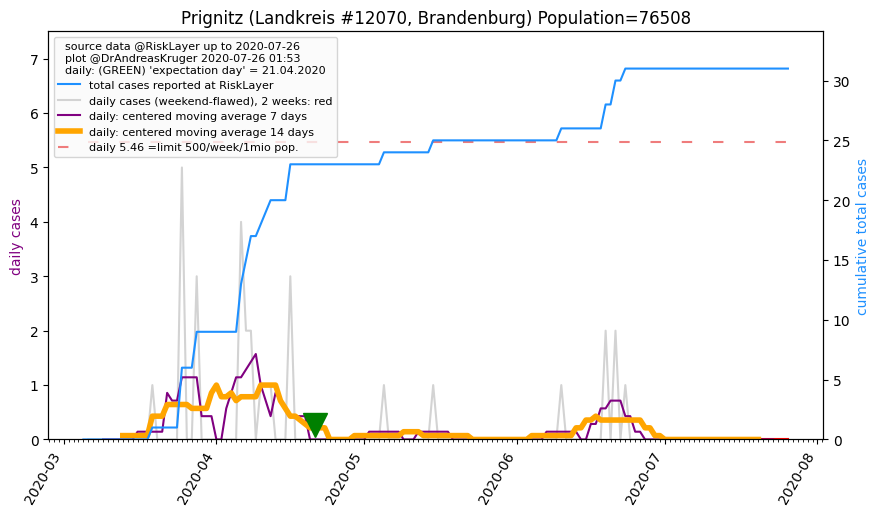 Prignitz (Landkreis #12070, Brandenburg) Population=76508
source data @RiskLayer up to 2020-07-26
plot @DrAndreasKruger 2020-07-26 01:53
daily: (GREEN) 'expectation day' = 21.04.2020
total cases reported at RiskLayer
daily cases (weekend-flawed), 2 weeks: red
daily: centered moving average 7 days
daily: centered moving average 14 days
daily 5.46 =limit 500/week/1mio pop.
daily cases
7
6
5
4
3
2
1
0
cumulative total cases
30
25
20
15
10
5
0
2020-03
2020-04
2020-05
2020-06
2020-07
2020-08